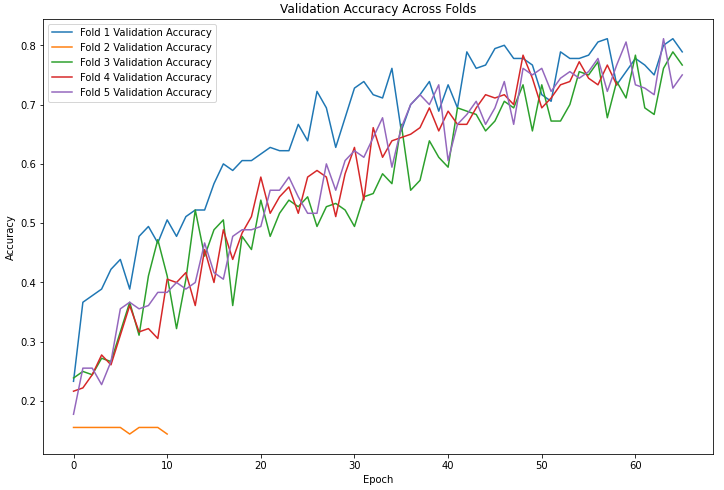 Validation Accuracy Across Folds
Fold 1 Validation Accuracy
Fold 2 Validation Accuracy
Fold 3 Validation Accuracy
Fold 4 Validation Accuracy
Fold 5 Validation Accuracy
0.8
0.7
0.6
0.5
0.4
0.3
0.2
Accuracy
0 10 20 30 40 50 60
Epoch